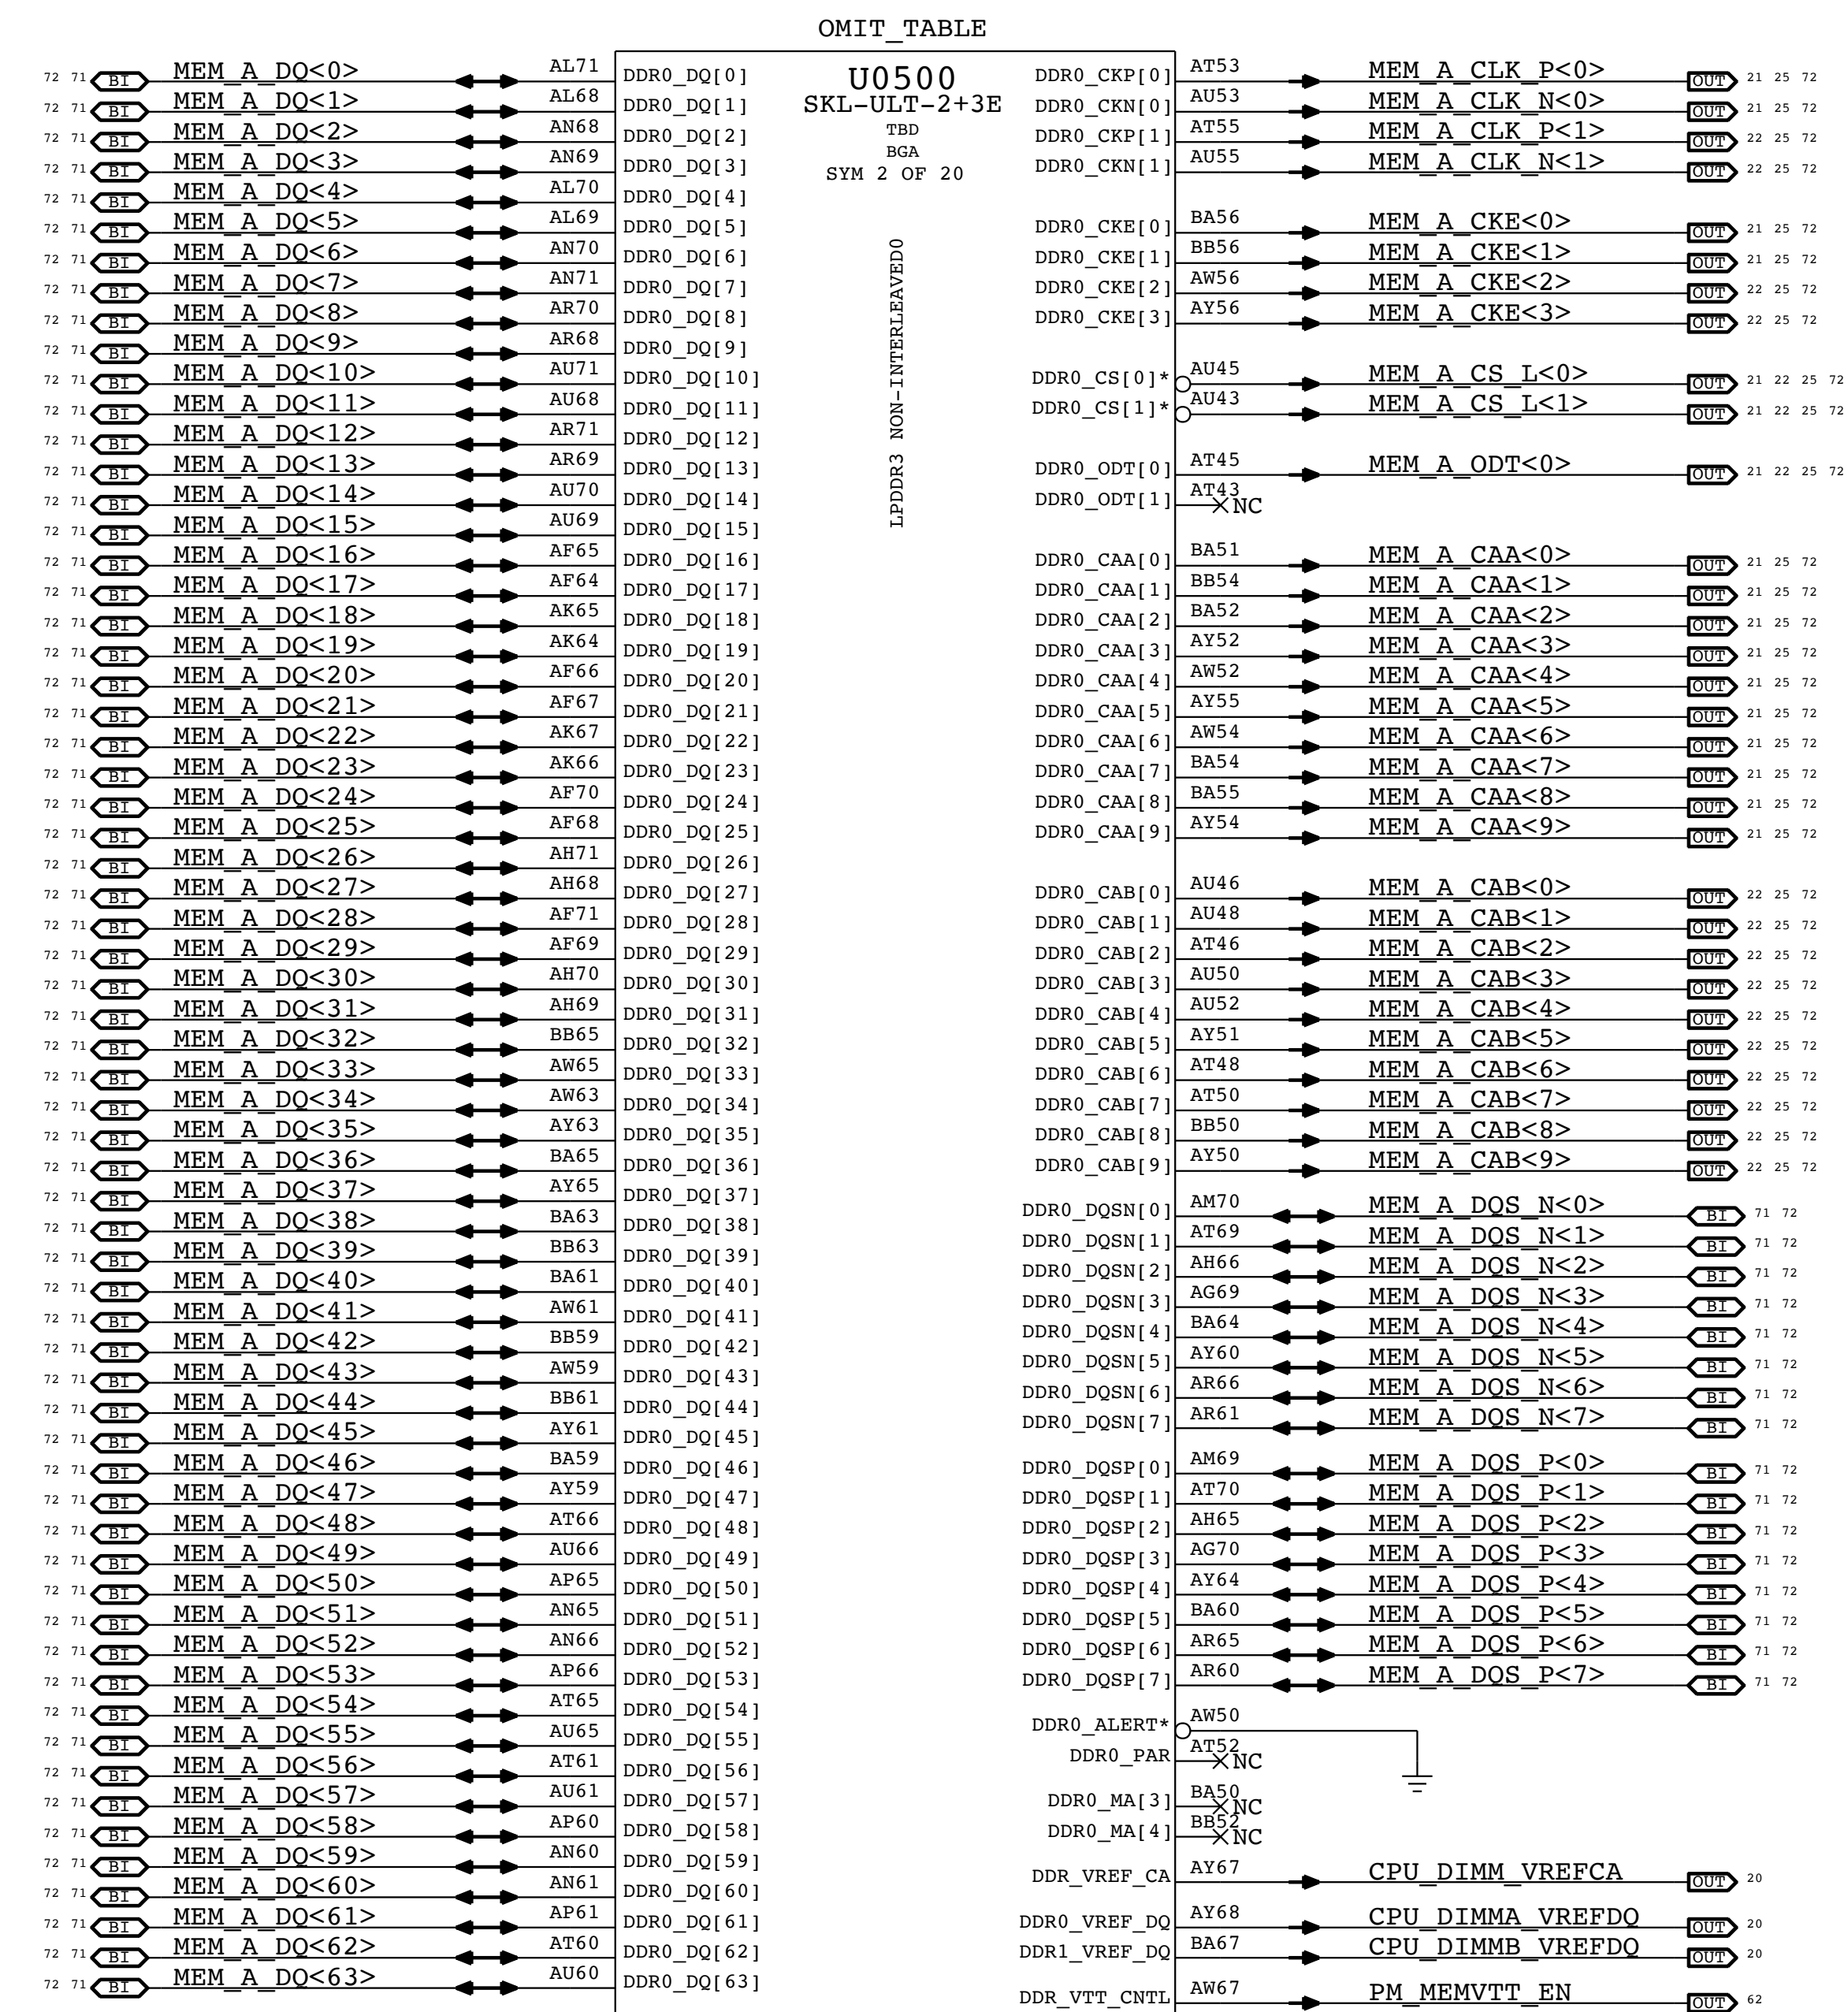 OMIT_TABLE
U0500
SKL-ULT-2+3E
TBD
BGA
SYM 2 OF 20
LPDDR3 NON-INTERLEAVED0
72 71 BI MEM_A_DQ<0> AL71 DDR0_DQ[0]
72 71 BI MEM_A_DQ<1> AL68 DDR0_DQ[1]
72 71 BI MEM_A_DQ<2> AN68 DDR0_DQ[2]
72 71 BI MEM_A_DQ<3> AN69 DDR0_DQ[3]
72 71 BI MEM_A_DQ<4> AL70 DDR0_DQ[4]
72 71 BI MEM_A_DQ<5> AL69 DDR0_DQ[5]
72 71 BI MEM_A_DQ<6> AN70 DDR0_DQ[6]
72 71 BI MEM_A_DQ<7> AN71 DDR0_DQ[7]
72 71 BI MEM_A_DQ<8> AR70 DDR0_DQ[8]
72 71 BI MEM_A_DQ<9> AR68 DDR0_DQ[9]
72 71 BI MEM_A_DQ<10> AU71 DDR0_DQ[10]
72 71 BI MEM_A_DQ<11> AU68 DDR0_DQ[11]
72 71 BI MEM_A_DQ<12> AR71 DDR0_DQ[12]
72 71 BI MEM_A_DQ<13> AR69 DDR0_DQ[13]
72 71 BI MEM_A_DQ<14> AU70 DDR0_DQ[14]
72 71 BI MEM_A_DQ<15> AU69 DDR0_DQ[15]
72 71 BI MEM_A_DQ<16> AF65 DDR0_DQ[16]
72 71 BI MEM_A_DQ<17> AF64 DDR0_DQ[17]
72 71 BI MEM_A_DQ<18> AK65 DDR0_DQ[18]
72 71 BI MEM_A_DQ<19> AK64 DDR0_DQ[19]
72 71 BI MEM_A_DQ<20> AF66 DDR0_DQ[20]
72 71 BI MEM_A_DQ<21> AF67 DDR0_DQ[21]
72 71 BI MEM_A_DQ<22> AK67 DDR0_DQ[22]
72 71 BI MEM_A_DQ<23> AK66 DDR0_DQ[23]
72 71 BI MEM_A_DQ<24> AF70 DDR0_DQ[24]
72 71 BI MEM_A_DQ<25> AF68 DDR0_DQ[25]
72 71 BI MEM_A_DQ<26> AH71 DDR0_DQ[26]
72 71 BI MEM_A_DQ<27> AH68 DDR0_DQ[27]
72 71 BI MEM_A_DQ<28> AF71 DDR0_DQ[28]
72 71 BI MEM_A_DQ<29> AF69 DDR0_DQ[29]
72 71 BI MEM_A_DQ<30> AH70 DDR0_DQ[30]
72 71 BI MEM_A_DQ<31> AH69 DDR0_DQ[31]
72 71 BI MEM_A_DQ<32> BB65 DDR0_DQ[32]
72 71 BI MEM_A_DQ<33> AW65 DDR0_DQ[33]
72 71 BI MEM_A_DQ<34> AW63 DDR0_DQ[34]
72 71 BI MEM_A_DQ<35> AY63 DDR0_DQ[35]
72 71 BI MEM_A_DQ<36> BA65 DDR0_DQ[36]
72 71 BI MEM_A_DQ<37> AY65 DDR0_DQ[37]
72 71 BI MEM_A_DQ<38> BA63 DDR0_DQ[38]
72 71 BI MEM_A_DQ<39> BB63 DDR0_DQ[39]
72 71 BI MEM_A_DQ<40> BA61 DDR0_DQ[40]
72 71 BI MEM_A_DQ<41> AW61 DDR0_DQ[41]
72 71 BI MEM_A_DQ<42> BB59 DDR0_DQ[42]
72 71 BI MEM_A_DQ<43> AW59 DDR0_DQ[43]
72 71 BI MEM_A_DQ<44> BB61 DDR0_DQ[44]
72 71 BI MEM_A_DQ<45> AY61 DDR0_DQ[45]
72 71 BI MEM_A_DQ<46> BA59 DDR0_DQ[46]
72 71 BI MEM_A_DQ<47> AY59 DDR0_DQ[47]
72 71 BI MEM_A_DQ<48> AT66 DDR0_DQ[48]
72 71 BI MEM_A_DQ<49> AU66 DDR0_DQ[49]
72 71 BI MEM_A_DQ<50> AP65 DDR0_DQ[50]
72 71 BI MEM_A_DQ<51> AN65 DDR0_DQ[51]
72 71 BI MEM_A_DQ<52> AN66 DDR0_DQ[52]
72 71 BI MEM_A_DQ<53> AP66 DDR0_DQ[53]
72 71 BI MEM_A_DQ<54> AT65 DDR0_DQ[54]
72 71 BI MEM_A_DQ<55> AU65 DDR0_DQ[55]
72 71 BI MEM_A_DQ<56> AT61 DDR0_DQ[56]
72 71 BI MEM_A_DQ<57> AU61 DDR0_DQ[57]
72 71 BI MEM_A_DQ<58> AP60 DDR0_DQ[58]
72 71 BI MEM_A_DQ<59> AN60 DDR0_DQ[59]
72 71 BI MEM_A_DQ<60> AN61 DDR0_DQ[60]
72 71 BI MEM_A_DQ<61> AP61 DDR0_DQ[61]
72 71 BI MEM_A_DQ<62> AT60 DDR0_DQ[62]
72 71 BI MEM_A_DQ<63> AU60 DDR0_DQ[63]
DDR0_CKP[0] AT53 MEM_A_CLK_P<0> OUT 21 25 72
DDR0_CKN[0] AU53 MEM_A_CLK_N<0> OUT 21 25 72
DDR0_CKP[1] AT55 MEM_A_CLK_P<1> OUT 22 25 72
DDR0_CKN[1] AU55 MEM_A_CLK_N<1> OUT 22 25 72
DDR0_CKE[0] BA56 MEM_A_CKE<0> OUT 21 25 72
DDR0_CKE[1] BB56 MEM_A_CKE<1> OUT 21 25 72
DDR0_CKE[2] AW56 MEM_A_CKE<2> OUT 22 25 72
DDR0_CKE[3] AY56 MEM_A_CKE<3> OUT 22 25 72
DDR0_CS[0]* AU45 MEM_A_CS_L<0> OUT 21 22 25 72
DDR0_CS[1]* AU43 MEM_A_CS_L<1> OUT 21 22 25 72
DDR0_ODT[0] AT45 MEM_A_ODT<0> OUT 21 22 25 72
DDR0_ODT[1] AT43 NC
DDR0_CAA[0] BA51 MEM_A_CAA<0> OUT 21 25 72
DDR0_CAA[1] BB54 MEM_A_CAA<1> OUT 21 25 72
DDR0_CAA[2] BA52 MEM_A_CAA<2> OUT 21 25 72
DDR0_CAA[3] AY52 MEM_A_CAA<3> OUT 21 25 72
DDR0_CAA[4] AW52 MEM_A_CAA<4> OUT 21 25 72
DDR0_CAA[5] AY55 MEM_A_CAA<5> OUT 21 25 72
DDR0_CAA[6] AW54 MEM_A_CAA<6> OUT 21 25 72
DDR0_CAA[7] BA54 MEM_A_CAA<7> OUT 21 25 72
DDR0_CAA[8] BA55 MEM_A_CAA<8> OUT 21 25 72
DDR0_CAA[9] AY54 MEM_A_CAA<9> OUT 21 25 72
DDR0_CAB[0] AU46 MEM_A_CAB<0> OUT 22 25 72
DDR0_CAB[1] AU48 MEM_A_CAB<1> OUT 22 25 72
DDR0_CAB[2] AT46 MEM_A_CAB<2> OUT 22 25 72
DDR0_CAB[3] AU50 MEM_A_CAB<3> OUT 22 25 72
DDR0_CAB[4] AU52 MEM_A_CAB<4> OUT 22 25 72
DDR0_CAB[5] AY51 MEM_A_CAB<5> OUT 22 25 72
DDR0_CAB[6] AT48 MEM_A_CAB<6> OUT 22 25 72
DDR0_CAB[7] AT50 MEM_A_CAB<7> OUT 22 25 72
DDR0_CAB[8] BB50 MEM_A_CAB<8> OUT 22 25 72
DDR0_CAB[9] AY50 MEM_A_CAB<9> OUT 22 25 72
DDR0_DQSN[0] AM70 MEM_A_DQS_N<0> BI 71 72
DDR0_DQSN[1] AT69 MEM_A_DQS_N<1> BI 71 72
DDR0_DQSN[2] AH66 MEM_A_DQS_N<2> BI 71 72
DDR0_DQSN[3] AG69 MEM_A_DQS_N<3> BI 71 72
DDR0_DQSN[4] BA64 MEM_A_DQS_N<4> BI 71 72
DDR0_DQSN[5] AY60 MEM_A_DQS_N<5> BI 71 72
DDR0_DQSN[6] AR66 MEM_A_DQS_N<6> BI 71 72
DDR0_DQSN[7] AR61 MEM_A_DQS_N<7> BI 71 72
DDR0_DQSP[0] AM69 MEM_A_DQS_P<0> BI 71 72
DDR0_DQSP[1] AT70 MEM_A_DQS_P<1> BI 71 72
DDR0_DQSP[2] AH65 MEM_A_DQS_P<2> BI 71 72
DDR0_DQSP[3] AG70 MEM_A_DQS_P<3> BI 71 72
DDR0_DQSP[4] AY64 MEM_A_DQS_P<4> BI 71 72
DDR0_DQSP[5] BA60 MEM_A_DQS_P<5> BI 71 72
DDR0_DQSP[6] AR65 MEM_A_DQS_P<6> BI 71 72
DDR0_DQSP[7] AR60 MEM_A_DQS_P<7> BI 71 72
DDR0_ALERT* AW50
DDR0_PAR AT52 NC
DDR0_MA[3] BA50 NC
DDR0_MA[4] BB52 NC
DDR_VREF_CA AY67 CPU_DIMM_VREFCA OUT 20
DDR0_VREF_DQ AY68 CPU_DIMMA_VREFDQ OUT 20
DDR1_VREF_DQ BA67 CPU_DIMMB_VREFDQ OUT 20
DDR_VTT_CNTL AW67 PM_MEMVTT_EN OUT 62